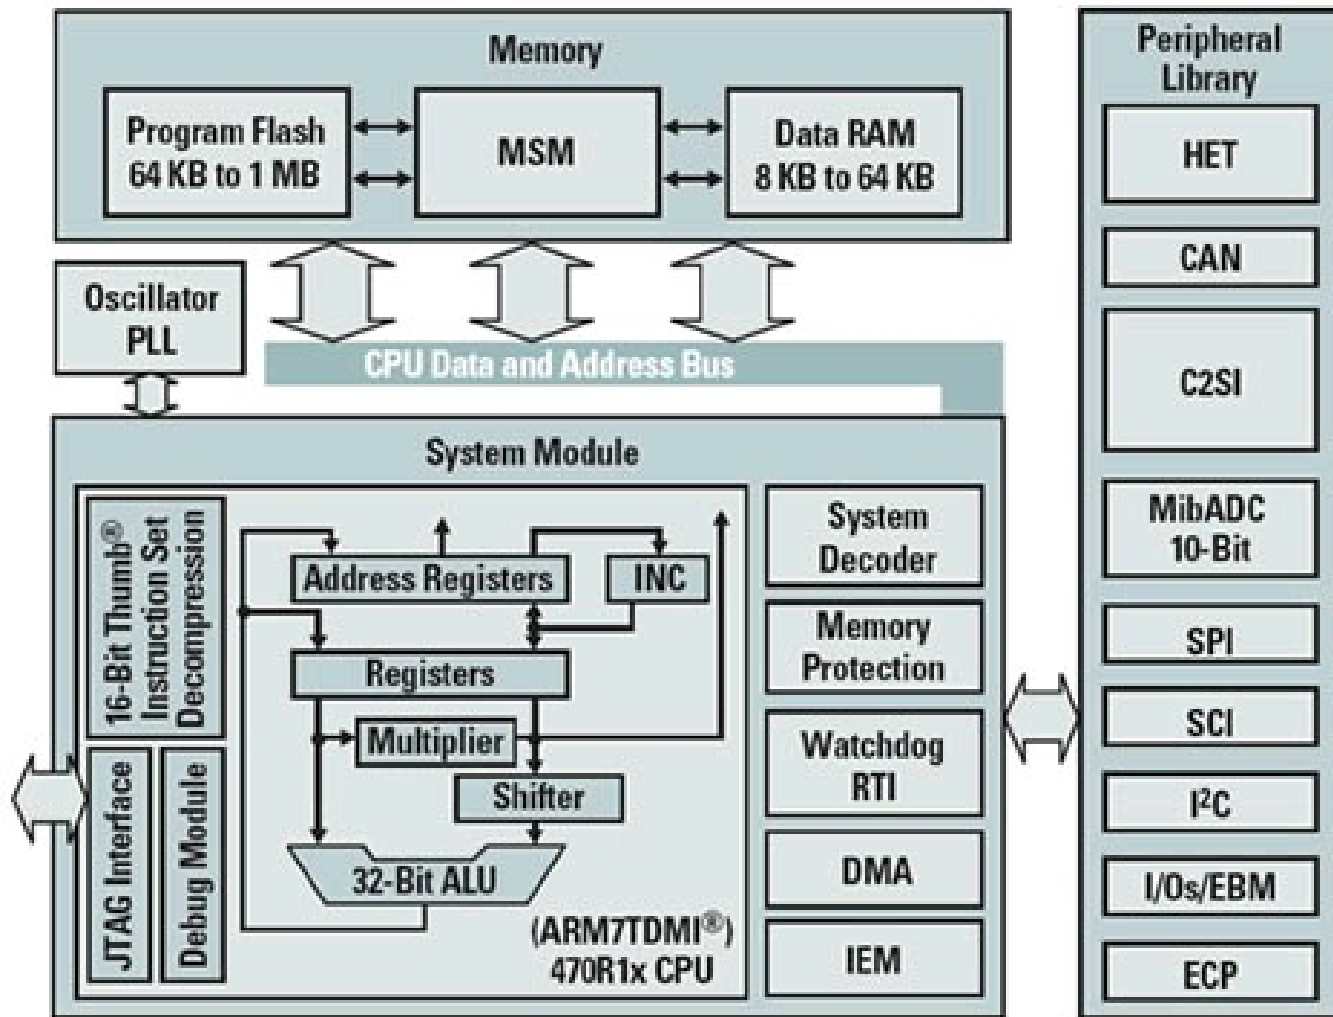 Memory
Program Flash
64 KB to 1 MB
MSM
Data RAM
8 KB to 64 KB
Oscillator
PLL
CPU Data and Address Bus
System Module
16-Bit Thumb®
Instruction Set
Decompression
JTAG Interface
Debug Module
Address Registers
INC
Registers
Multiplier
Shifter
32-Bit ALU
(ARM7TDMI®)
470R1x CPU
System
Decoder
Memory
Protection
Watchdog
RTI
DMA
IEM
Peripheral
Library
HET
CAN
C2SI
MibADC
10-Bit
SPI
SCI
I²C
I/Os/EBM
ECP